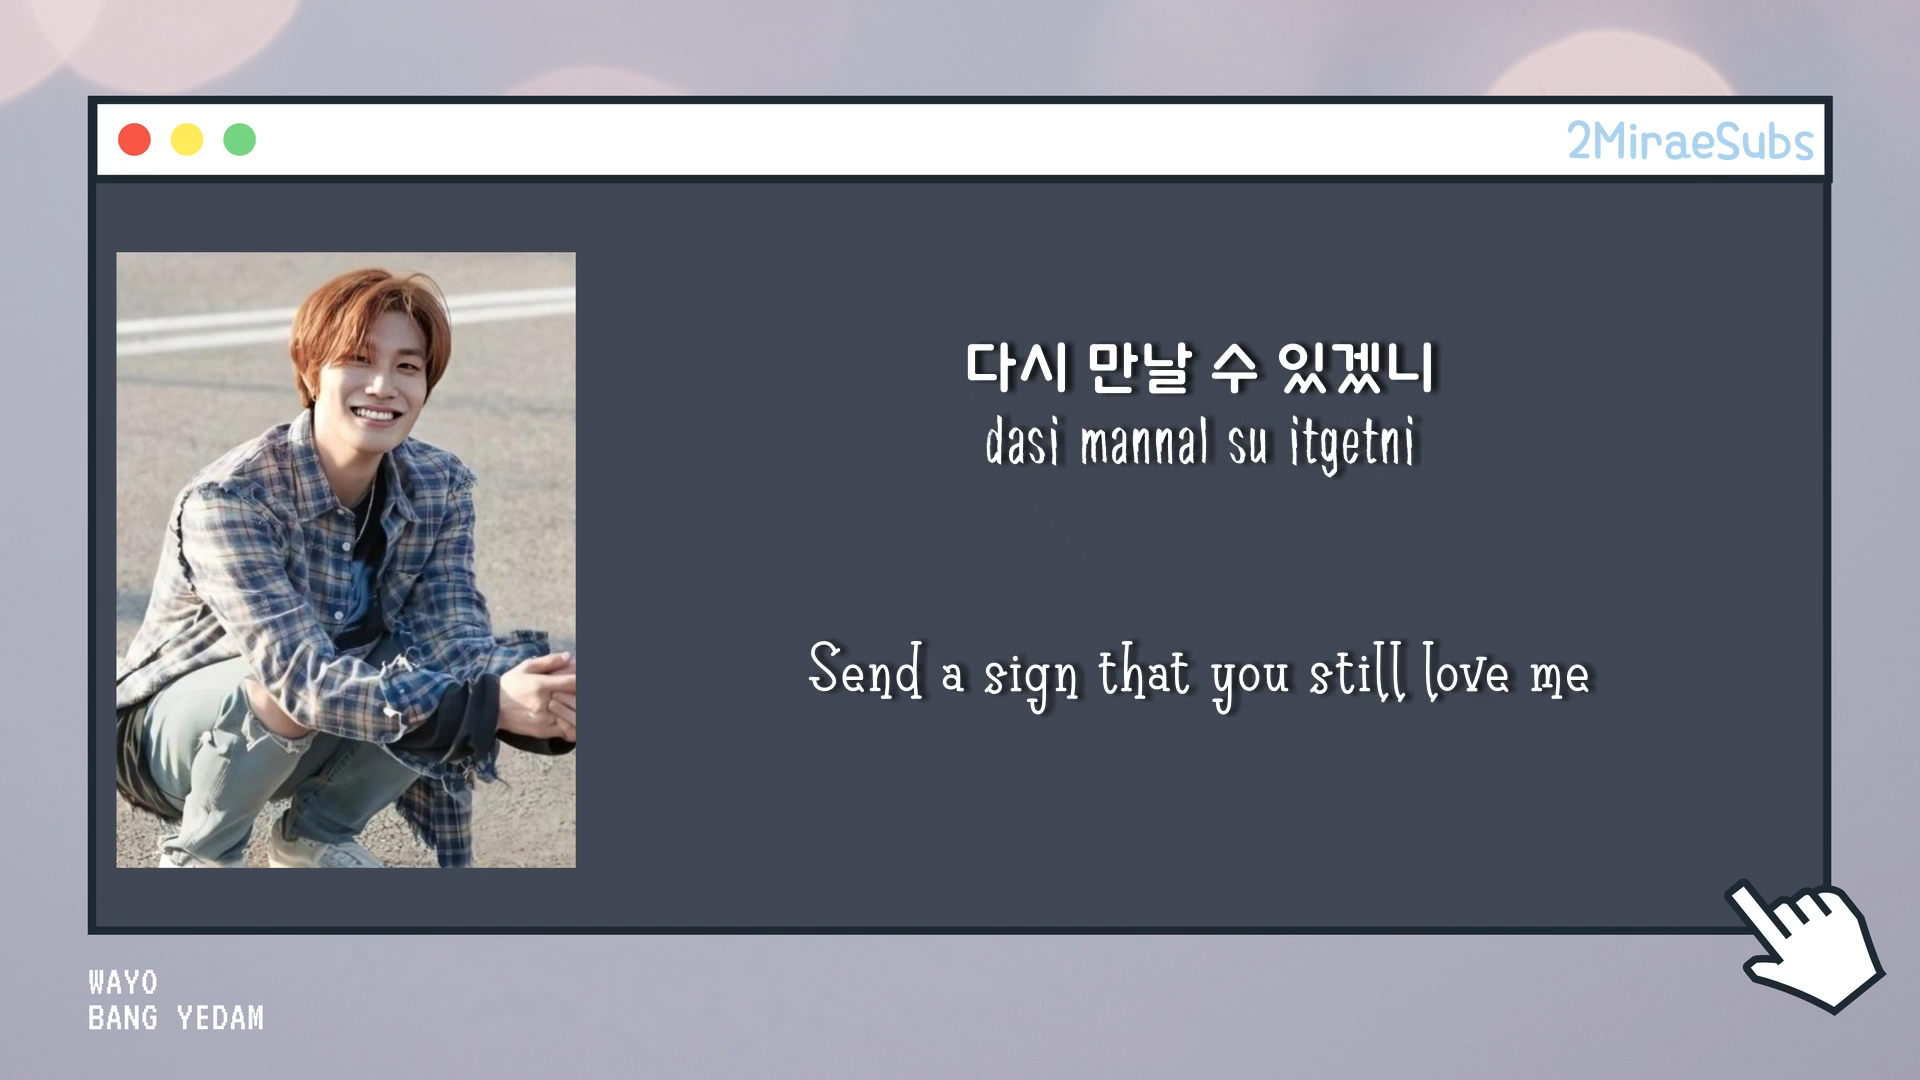 2MiraeSubs
다시 만날 수 있겠니
dasi mannal su itgetni
Send a sign that you still love me
WAYO
BANG YEDAM